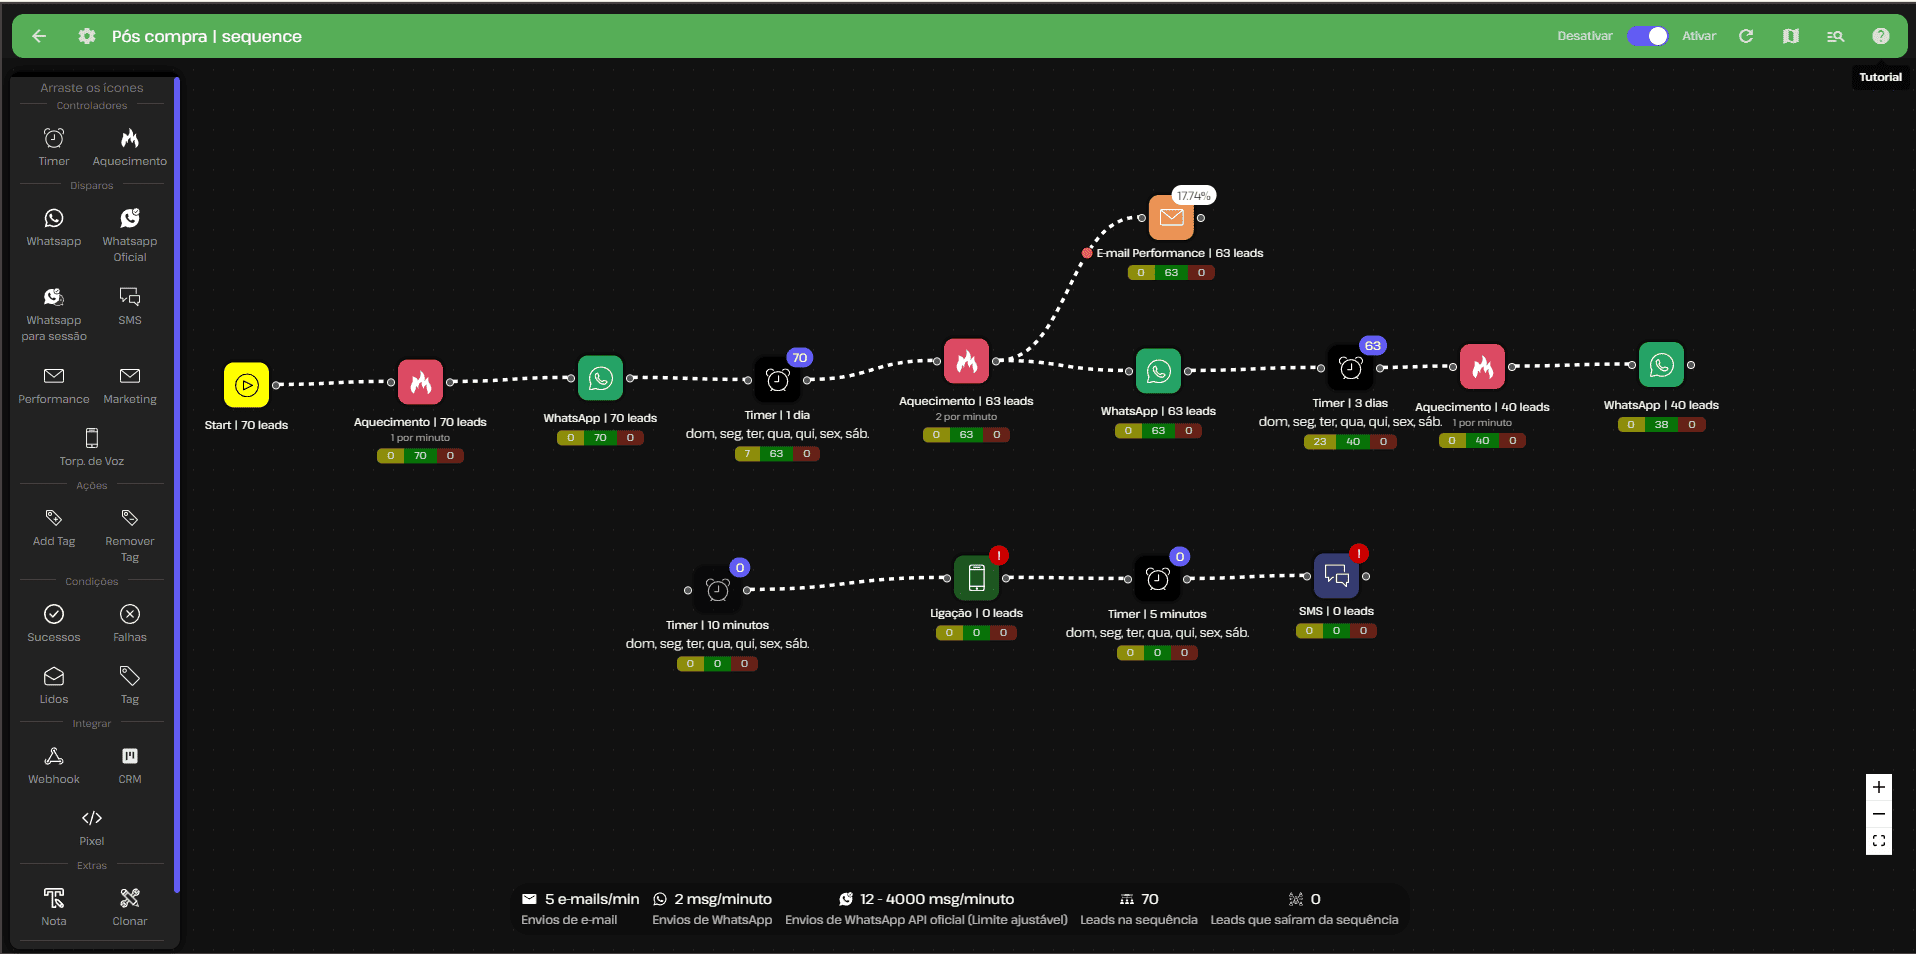 Pós compra | sequence
Desativar
Ativar
Tutorial
Arraste os ícones
Controladores
Timer
Aquecimento
Disparos
Whatsapp
Whatsapp
Oficial
Whatsapp
para sessão
SMS
Performance
Marketing
Torp. de Voz
Ações
Add Tag
Remover
Tag
Condições
Sucessos
Falhas
Lidos
Tag
Integrar
Webhook
CRM
Pixel
Extras
Nota
Clonar
17.74%
E-mail Performance | 63 leads
0 63 0
Start | 70 leads
Aquecimento | 70 leads
1 por minuto
0 70 0
WhatsApp | 70 leads
0 70 0
70
Timer | 1 dia
dom, seg, ter, qua, qui, sex, sáb.
7 63 0
Aquecimento | 63 leads
2 por minuto
0 63 0
WhatsApp | 63 leads
0 63 0
63
Timer | 3 dias
dom, seg, ter, qua, qui, sex, sáb.
23 40 0
Aquecimento | 40 leads
1 por minuto
0 40 0
WhatsApp | 40 leads
0 38 0
0
Timer | 10 minutos
dom, seg, ter, qua, qui, sex, sáb.
0 0 0
!
Ligação | 0 leads
0 0 0
0
Timer | 5 minutos
dom, seg, ter, qua, qui, sex, sáb.
0 0 0
!
SMS | 0 leads
0 0 0
5 e-mails/min
Envios de e-mail
2 msg/minuto
Envios de WhatsApp
12 - 4000 msg/minuto
Envios de WhatsApp API oficial (Limite ajustável)
70
Leads na sequência
0
Leads que saíram da sequência